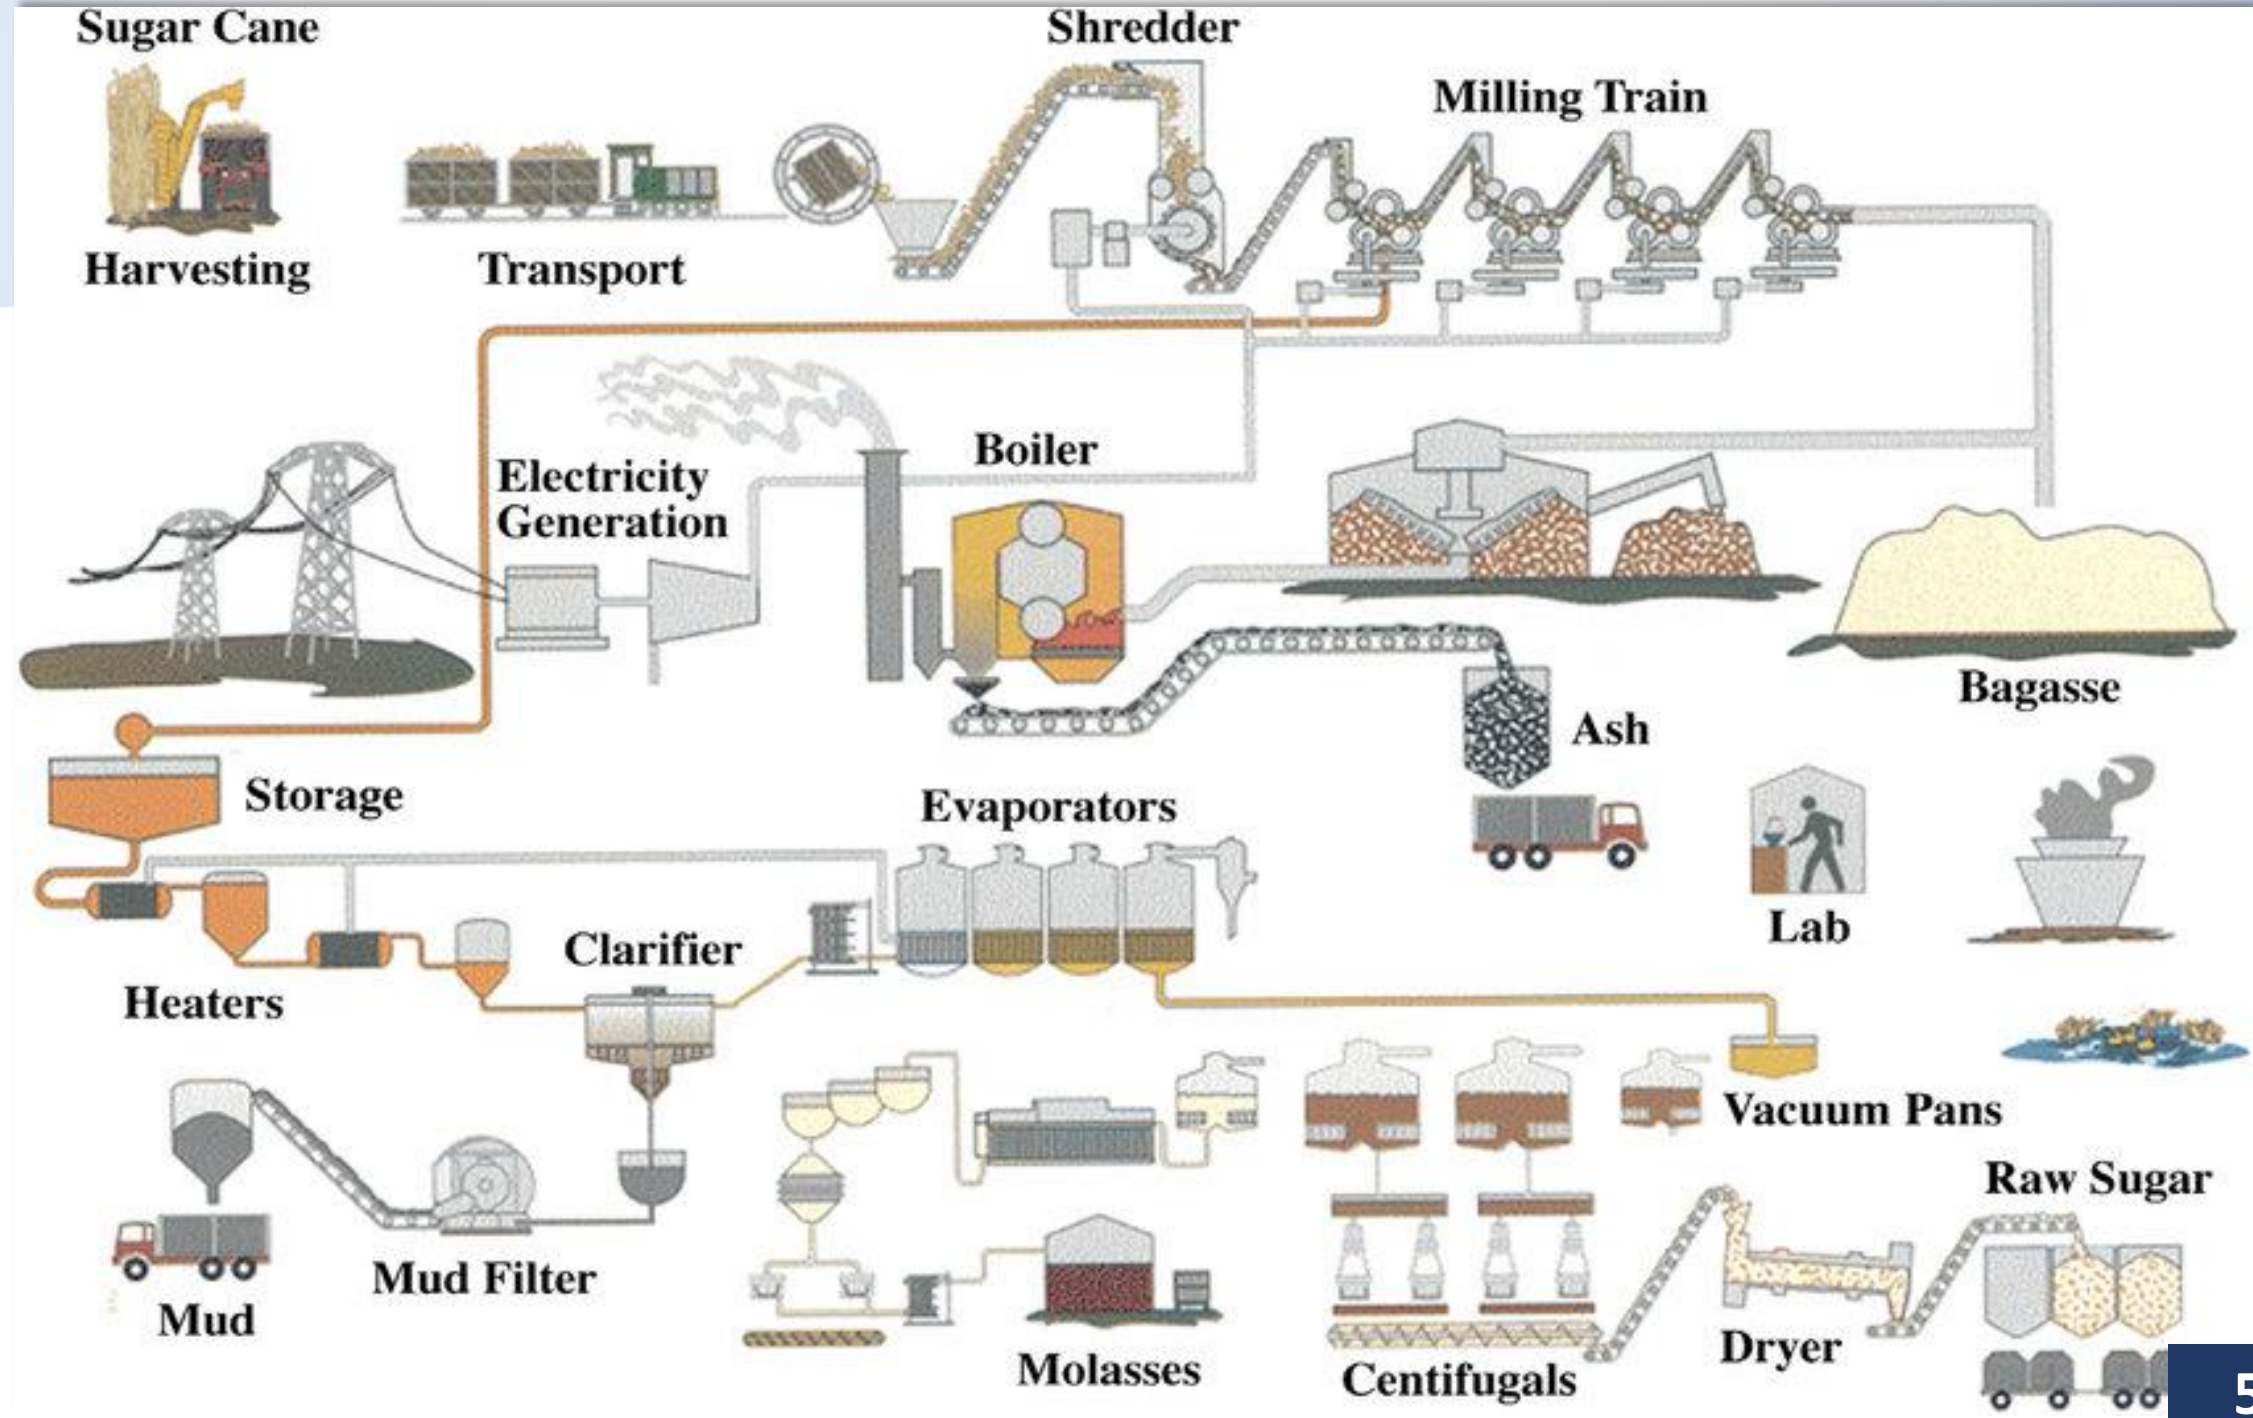 Sugar Cane
Shredder
Milling Train
Harvesting
Transport
Boiler
Electricity
Generation
Bagasse
Ash
Storage
Evaporators
Lab
Clarifier
Heaters
Vacuum Pans
Raw Sugar
Mud Filter
Mud
Molasses
Centifugals
Dryer
5